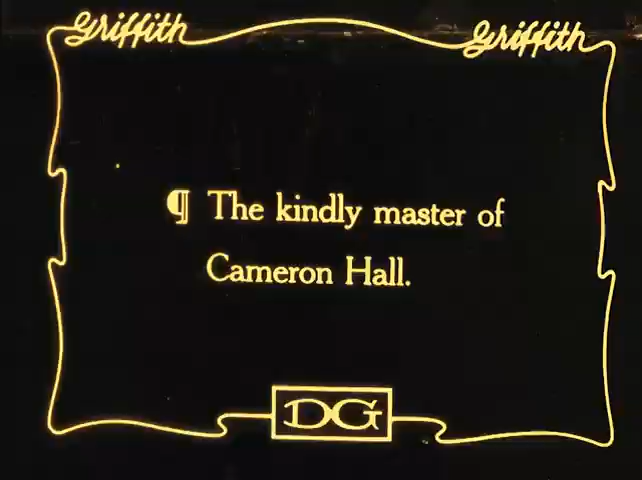 Griffith Griffith
¶ The kindly master of
Cameron Hall.
DG